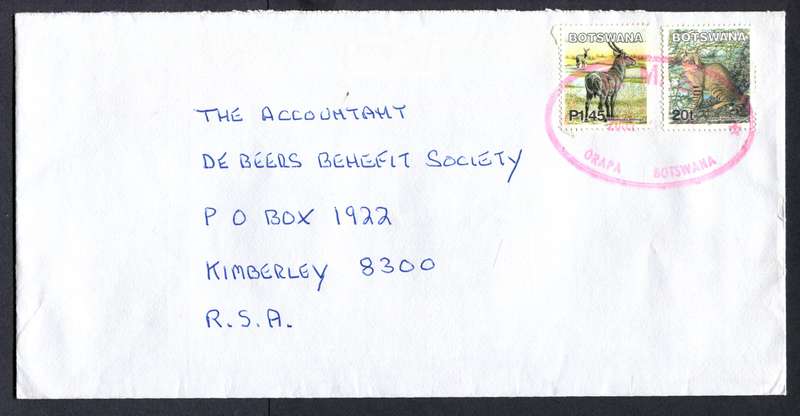 BOTSWANA
BOTSWANA
P1.45
20t
ORAPA BOTSWANA
THE ACCOUNTANT
DE BEERS BENEFIT SOCIETY
P O BOX 1922
KIMBERLEY 8300
R.S.A.